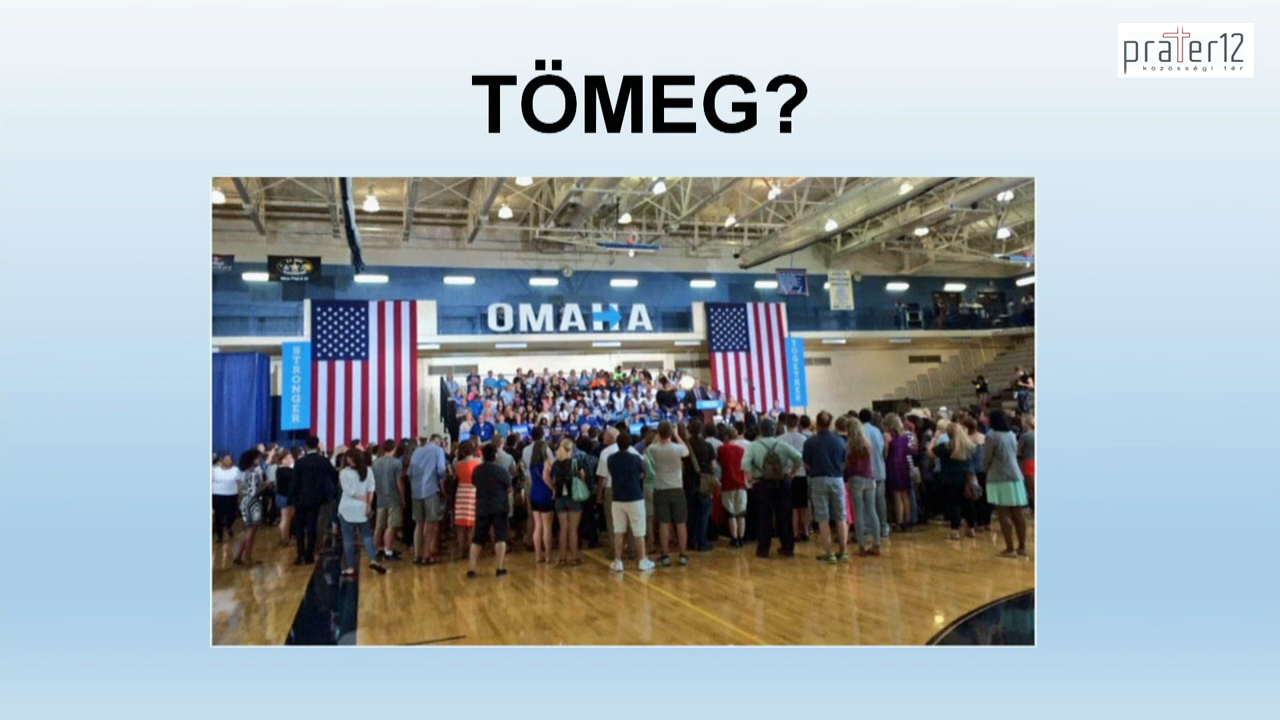 prater12
közösségi tér
TÖMEG?
OMAHA
STRONGER
TOGETHER